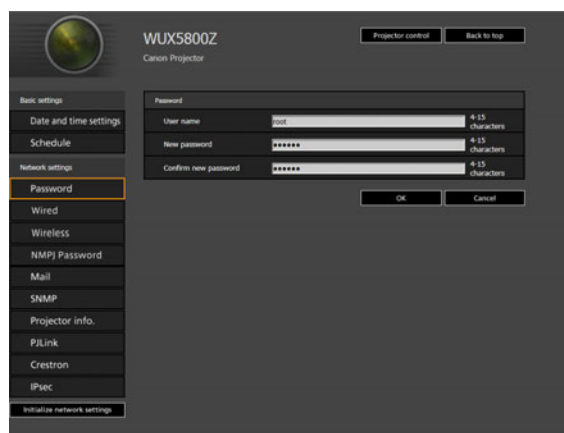 WUX5800Z
Canon Projector
Projector control
Back to top
Basic settings
Date and time settings
Schedule
Network settings
Password
Wired
Wireless
NMPJ Password
Mail
SNMP
Projector info.
PJLink
Crestron
IPsec
Initialize network settings
Password
User name
root
4-15
characters
New password
••••••
4-15
characters
Confirm new password
••••••
4-15
characters
OK
Cancel